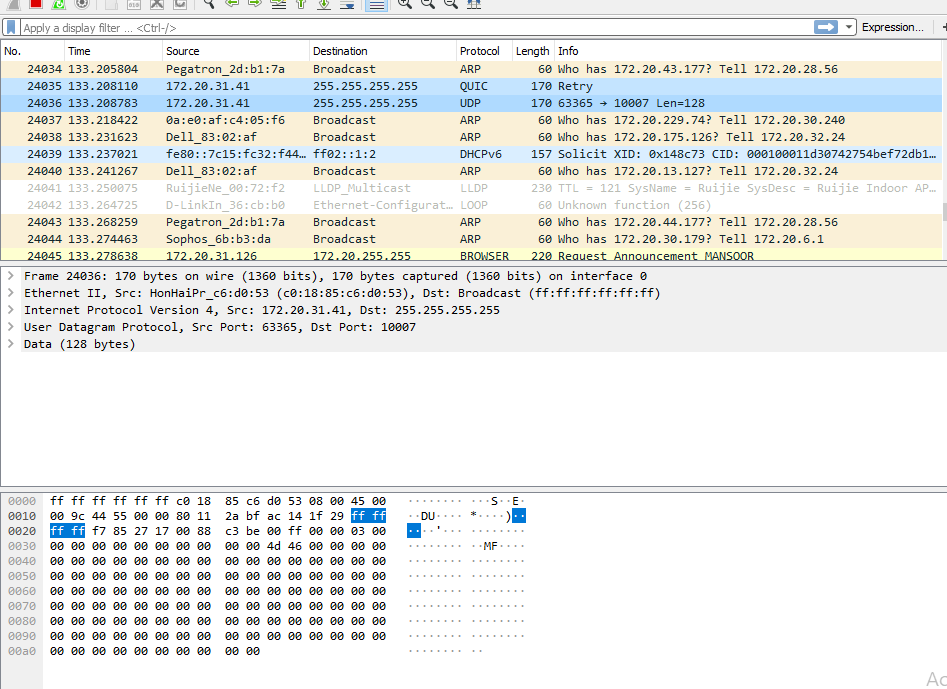 Apply a display filter ... <Ctrl-/> Expression... +
No. Time Source Destination Protocol Length Info
24034 133.205804 Pegatron_2d:b1:7a Broadcast ARP 60 Who has 172.20.43.177? Tell 172.20.28.56
24035 133.208110 172.20.31.41 255.255.255.255 QUIC 170 Retry
24036 133.208783 172.20.31.41 255.255.255.255 UDP 170 63365 → 10007 Len=128
24037 133.218422 0a:e0:af:c4:05:f6 Broadcast ARP 60 Who has 172.20.229.74? Tell 172.20.30.240
24038 133.231623 Dell_83:02:af Broadcast ARP 60 Who has 172.20.175.126? Tell 172.20.32.24
24039 133.237021 fe80::7c15:fc32:f44… ff02::1:2 DHCPv6 157 Solicit XID: 0x148c73 CID: 000100011d30742754bef72db1…
24040 133.241267 Dell_83:02:af Broadcast ARP 60 Who has 172.20.13.127? Tell 172.20.32.24
24041 133.250075 RuijieNe_00:72:f2 LLDP_Multicast LLDP 230 TTL = 121 SysName = Ruijie SysDesc = Ruijie Indoor AP…
24042 133.264725 D-LinkIn_36:cb:b0 Ethernet-Configurat… LOOP 60 Unknown function (256)
24043 133.268259 Pegatron_2d:b1:7a Broadcast ARP 60 Who has 172.20.44.177? Tell 172.20.28.56
24044 133.274463 Sophos_6b:b3:da Broadcast ARP 60 Who has 172.20.30.179? Tell 172.20.6.1
24045 133.278638 172.20.31.126 172.20.255.255 BROWSER 220 Request Announcement MANSOOR
> Frame 24036: 170 bytes on wire (1360 bits), 170 bytes captured (1360 bits) on interface 0
> Ethernet II, Src: HonHaiPr_c6:d0:53 (c0:18:85:c6:d0:53), Dst: Broadcast (ff:ff:ff:ff:ff:ff)
> Internet Protocol Version 4, Src: 172.20.31.41, Dst: 255.255.255.255
> User Datagram Protocol, Src Port: 63365, Dst Port: 10007
> Data (128 bytes)
0000 ff ff ff ff ff ff c0 18 85 c6 d0 53 08 00 45 00 ········ ···S··E·
0010 00 9c 44 55 00 00 80 11 2a bf ac 14 1f 29 ff ff ··DU···· *····)··
0020 ff ff f7 85 27 17 00 88 c3 be 00 ff 00 00 03 00 ····'··· ········
0030 00 00 00 00 00 00 00 00 00 00 4d 46 00 00 00 00 ········ ··MF····
0040 00 00 00 00 00 00 00 00 00 00 00 00 00 00 00 00 ········ ········
0050 00 00 00 00 00 00 00 00 00 00 00 00 00 00 00 00 ········ ········
0060 00 00 00 00 00 00 00 00 00 00 00 00 00 00 00 00 ········ ········
0070 00 00 00 00 00 00 00 00 00 00 00 00 00 00 00 00 ········ ········
0080 00 00 00 00 00 00 00 00 00 00 00 00 00 00 00 00 ········ ········
0090 00 00 00 00 00 00 00 00 00 00 00 00 00 00 00 00 ········ ········
00a0 00 00 00 00 00 00 00 00 00 00 ········ ··